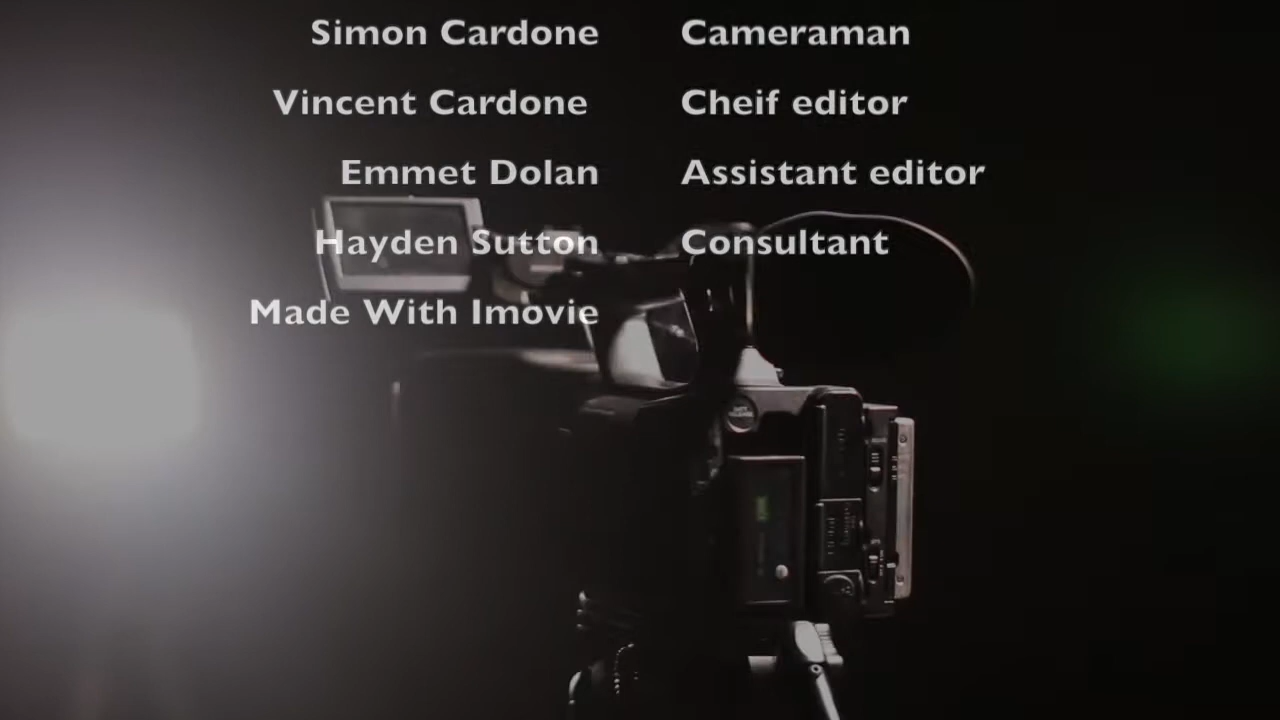 Simon Cardone Cameraman
Vincent Cardone Cheif editor
Emmet Dolan Assistant editor
Hayden Sutton Consultant
Made With Imovie